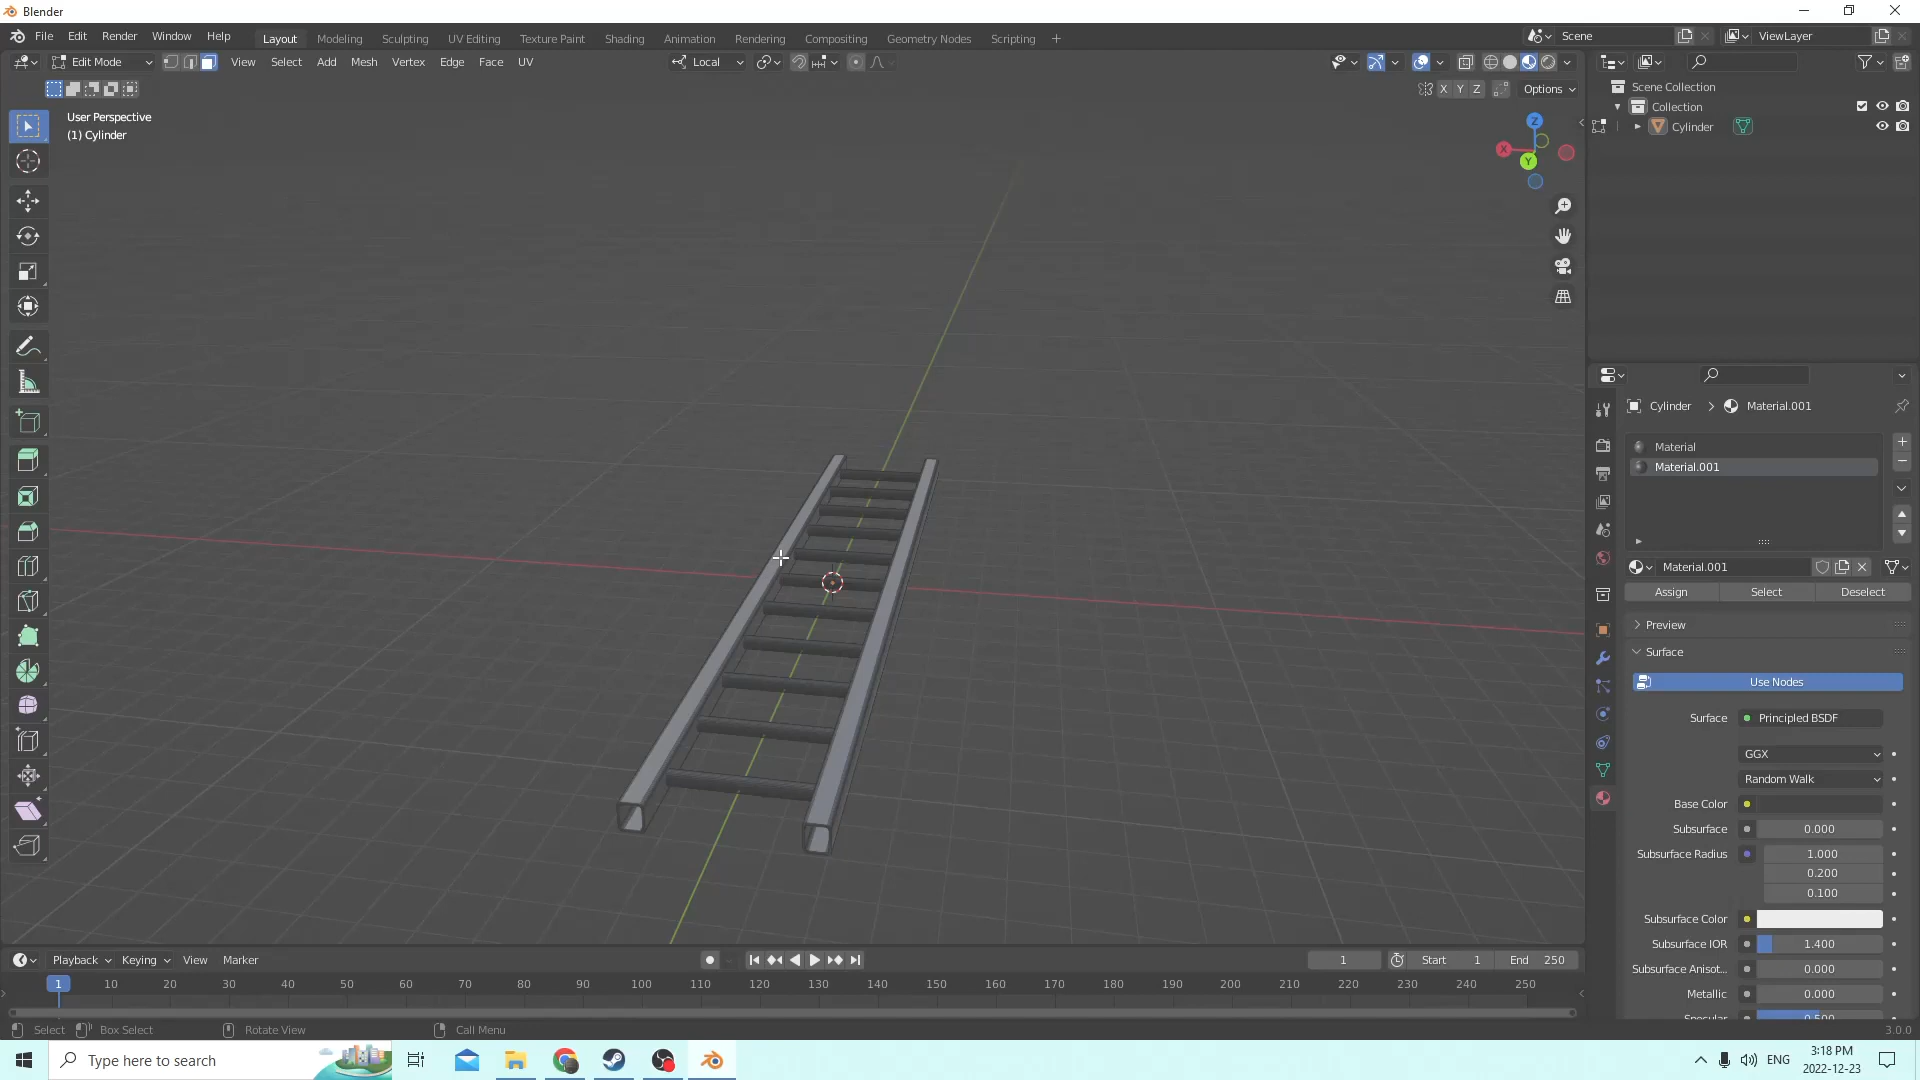 Blender
File Edit Render Window Help
Layout Modeling Sculpting UV Editing Texture Paint Shading Animation Rendering Compositing Geometry Nodes Scripting +
Scene ViewLayer
Edit Mode View Select Add Mesh Vertex Edge Face UV Local
X Y Z Options
User Perspective
(1) Cylinder
Z
X
Y
Scene Collection
Collection
Cylinder
Cylinder > Material.001
Material
Material.001
Material.001
Assign Select Deselect
Preview
Surface
Use Nodes
Surface Principled BSDF
GGX
Random Walk
Base Color
Subsurface 0.000
Subsurface Radius 1.000
0.200
0.100
Subsurface Color
Subsurface IOR 1.400
Subsurface Anisot... 0.000
Metallic 0.000
Specular 0.500
Playback Keying View Marker 1 Start 1 End 250
1 10 20 30 40 50 60 70 80 90 100 110 120 130 140 150 160 170 180 190 200 210 220 230 240 250
Select Box Select Rotate View Call Menu 3.0.0
Type here to search ENG 3:18 PM
2022-12-23